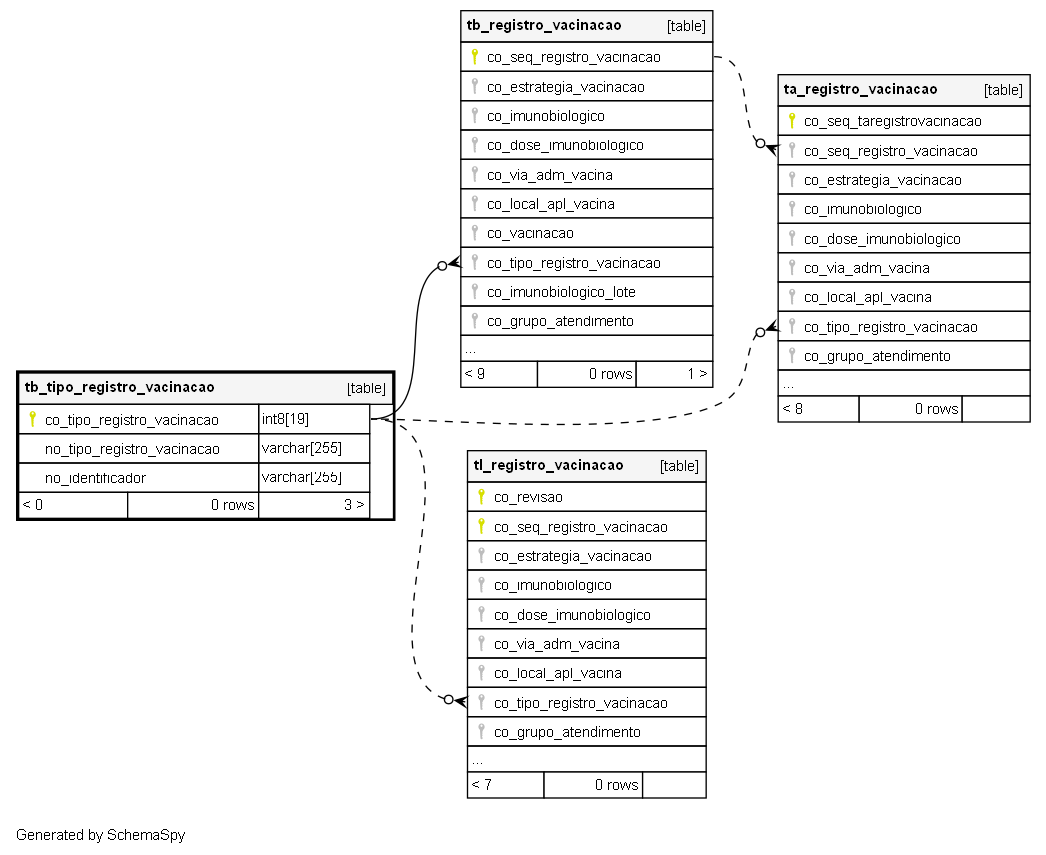 tb_registro_vacinacao [table]
co_seq_registro_vacinacao
co_estrategia_vacinacao
co_imunobiologico
co_dose_imunobiologico
co_via_adm_vacina
co_local_apl_vacina
co_vacinacao
co_tipo_registro_vacinacao
co_imunobiologico_lote
co_grupo_atendimento
...
< 9 0 rows 1 >
ta_registro_vacinacao [table]
co_seq_taregistrovacinacao
co_seq_registro_vacinacao
co_estrategia_vacinacao
co_imunobiologico
co_dose_imunobiologico
co_via_adm_vacina
co_local_apl_vacina
co_tipo_registro_vacinacao
co_grupo_atendimento
...
< 8 0 rows
tb_tipo_registro_vacinacao [table]
co_tipo_registro_vacinacao int8[19]
no_tipo_registro_vacinacao varchar[255]
no_identificador varchar[255]
< 0 0 rows 3 >
tl_registro_vacinacao [table]
co_revisao
co_seq_registro_vacinacao
co_estrategia_vacinacao
co_imunobiologico
co_dose_imunobiologico
co_via_adm_vacina
co_local_apl_vacina
co_tipo_registro_vacinacao
co_grupo_atendimento
...
< 7 0 rows
Generated by SchemaSpy